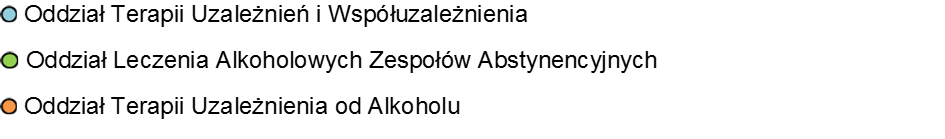 Oddział Terapii Uzależnień i Współuzależnienia
Oddział Leczenia Alkoholowych Zespołów Abstynencyjnych
Oddział Terapii Uzależnienia od Alkoholu